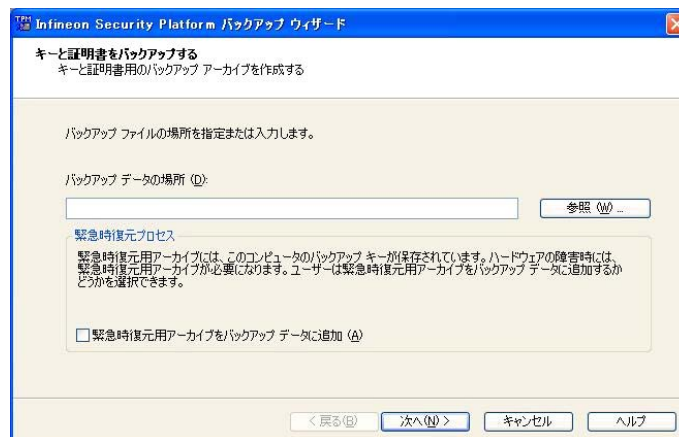 TPM Infineon Security Platform バックアップ ウィザード
キーと証明書をバックアップする
キーと証明書用のバックアップ アーカイブを作成する
バックアップ ファイルの場所を指定または入力します。
バックアップ データの場所 (D):
参照 (W) ...
緊急時復元プロセス
緊急時復元用アーカイブには、このコンピュータのバックアップ キーが保存されています。ハードウェアの障害時には、
緊急時復元用アーカイブが必要になります。ユーザーは緊急時復元用アーカイブをバックアップ データに追加するか
どうかを選択できます。
緊急時復元用アーカイブをバックアップ データに追加 (A)
< 戻る(B) 次へ(N) > キャンセル ヘルプ